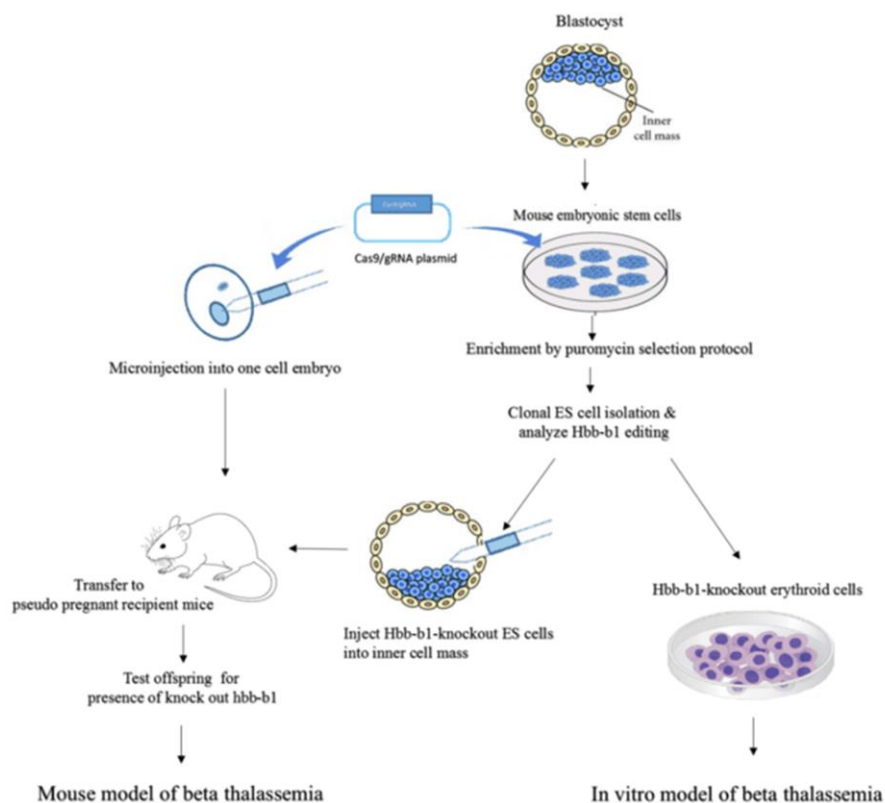 Blastocyst
Inner
cell mass
Mouse embryonic stem cells
Cas9/gRNA
Cas9/gRNA plasmid
Enrichment by puromycin selection protocol
Microinjection into one cell embryo
Clonal ES cell isolation &
analyze Hbb-b1 editing
Transfer to
pseudo pregnant recipient mice
Inject Hbb-b1-knockout ES cells
into inner cell mass
Hbb-b1-knockout erythroid cells
Test offspring for
presence of knock out hbb-b1
Mouse model of beta thalassemia
In vitro model of beta thalassemia